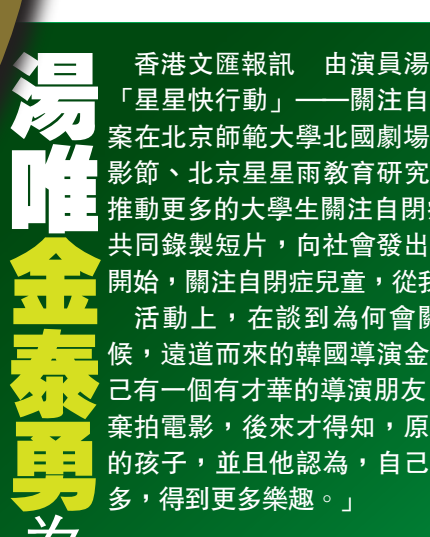 湯唯金泰勇為
香港文匯報訊　由演員湯
「星星快行動」——關注自
案在北京師範大學北國劇場
影節、北京星星雨教育研究
推動更多的大學生關注自閉症
共同錄製短片，向社會發出
開始，關注自閉症兒童，從我
活動上，在談到為何會關
候，遠道而來的韓國導演金
己有一個有才華的導演朋友
棄拍電影，後來才得知，原
的孩子，並且他認為，自己
多，得到更多樂趣。」